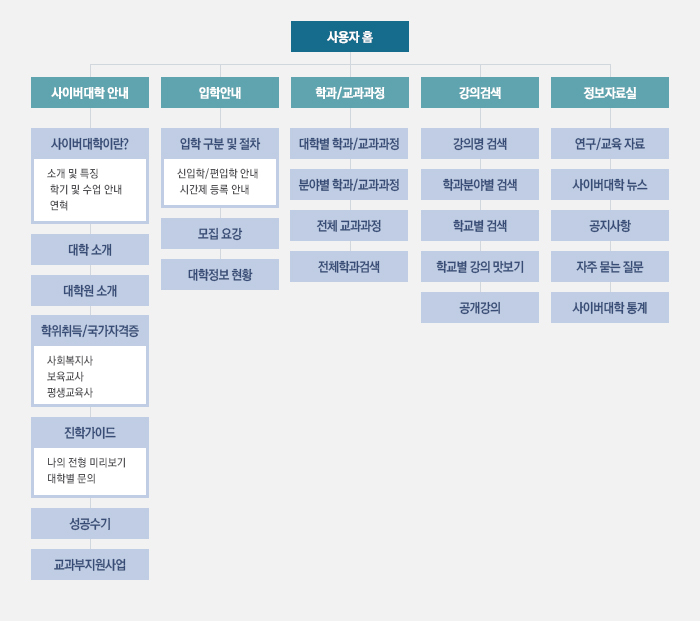 사용자 홈
사이버대학 안내
사이버대학이란?
소개 및 특징
학기 및 수업 안내
연혁
대학 소개
대학원 소개
학위취득/국가자격증
사회복지사
보육교사
평생교육사
진학가이드
나의 전형 미리보기
대학별 문의
성공수기
교과부지원사업
입학안내
입학 구분 및 절차
신입학/편입학 안내
시간제 등록 안내
모집 요강
대학정보 현황
학과/교과과정
대학별 학과/교과과정
분야별 학과/교과과정
전체 교과과정
전체학과검색
강의검색
강의명 검색
학과분야별 검색
학교별 검색
학교별 강의 맛보기
공개강의
정보자료실
연구/교육 자료
사이버대학 뉴스
공지사항
자주 묻는 질문
사이버대학 통계